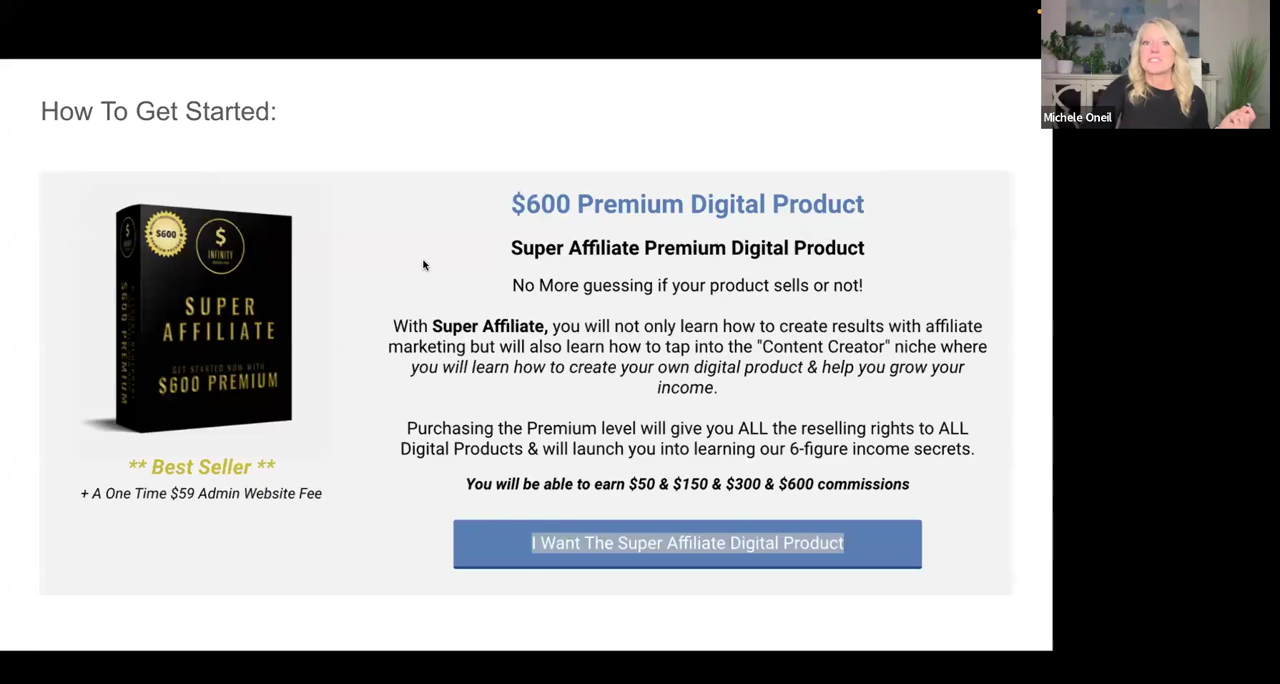 Michele Oneil
How To Get Started:
$600
$
INFINITY
SUPER
AFFILIATE
GET STARTED NOW WITH
$600 PREMIUM
** Best Seller **
+ A One Time $59 Admin Website Fee
$600 Premium Digital Product
Super Affiliate Premium Digital Product
No More guessing if your product sells or not!
With Super Affiliate, you will not only learn how to create results with affiliate
marketing but will also learn how to tap into the "Content Creator" niche where
you will learn how to create your own digital product & help you grow your
income.
Purchasing the Premium level will give you ALL the reselling rights to ALL
Digital Products & will launch you into learning our 6-figure income secrets.
You will be able to earn $50 & $150 & $300 & $600 commissions
I Want The Super Affiliate Digital Product